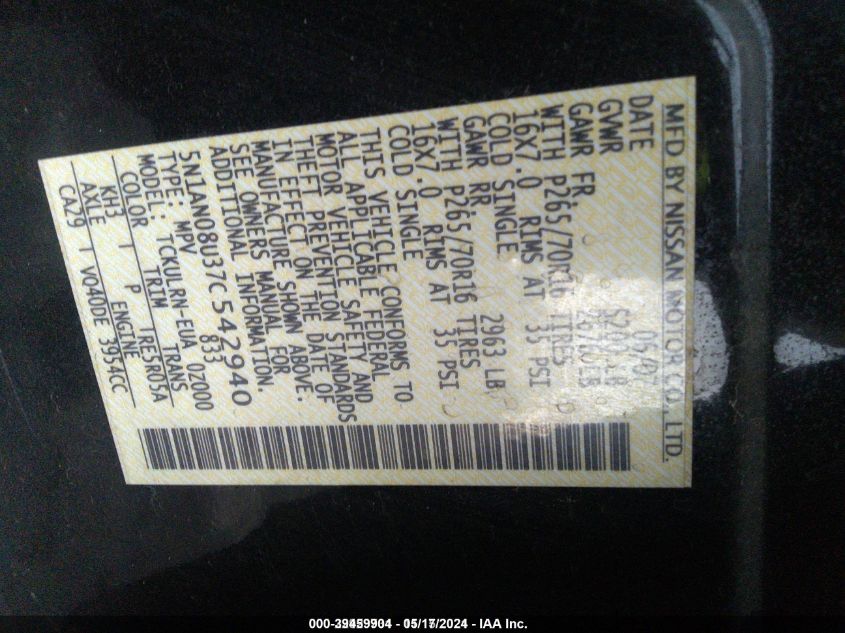 MFD BY NISSAN MOTOR CO., LTD.
DATE 05/07
GVWR
GAWR FR.
WITH P265/70R16 TIRES
16X7.0 RIMS AT 35 PSI
COLD SINGLE
GAWR RR 2963 LB
WITH P265/70R16 TIRES
16X7.0 RIMS AT 35 PSI
COLD SINGLE
THIS VEHICLE CONFORMS TO
ALL APPLICABLE FEDERAL
MOTOR VEHICLE SAFETY AND
THEFT PREVENTION STANDARDS
IN EFFECT ON THE DATE OF
MANUFACTURE SHOWN ABOVE.
SEE OWNERS MANUAL FOR
ADDITIONAL INFORMATION.
5N1AN08U37C542940
TYPE: MPV 833
MODEL: TCKULRN-EUA 02000
COLOR TRIM TRANS
KH3 P RE5R05A
AXLE ENGINE
CA29 VQ40DE 3954CC
000-39459904 - 05/17/2024 - IAA Inc.